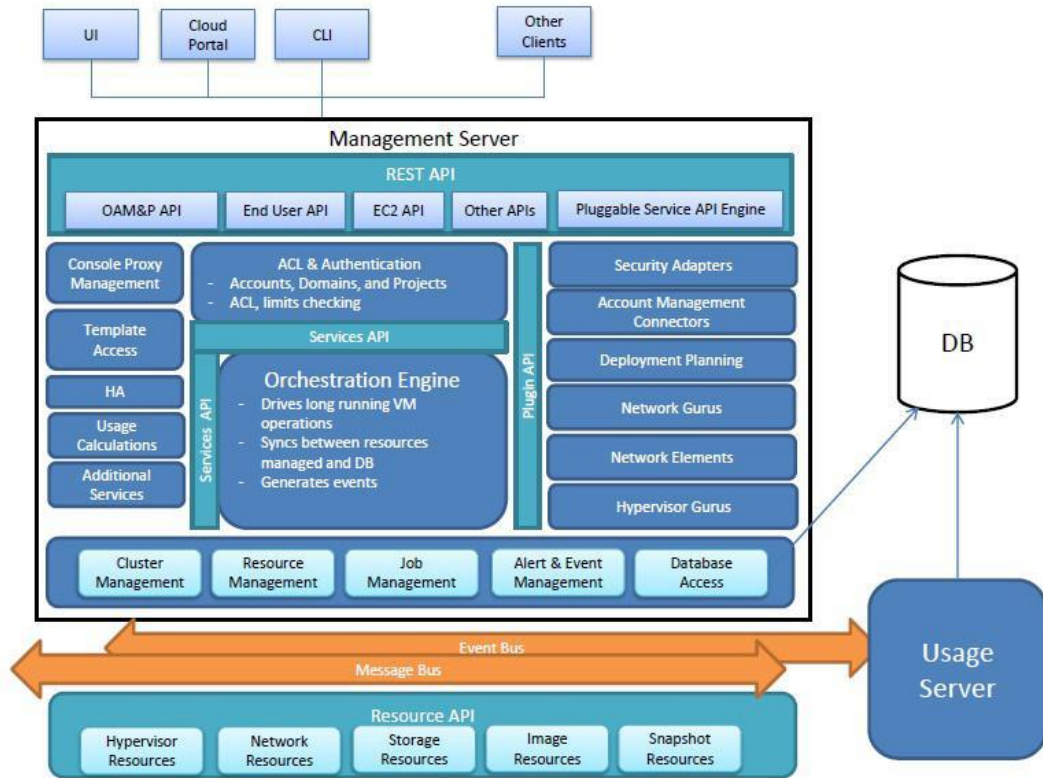 UI
Cloud
Portal
CLI
Other
Clients
Management Server
REST API
OAM&P API
End User API
EC2 API
Other APIs
Pluggable Service API Engine
Console Proxy
Management
Template
Access
HA
Usage
Calculations
Additional
Services
ACL & Authentication
- Accounts, Domains, and Projects
- ACL, limits checking
Services API
Services API
Orchestration Engine
- Drives long running VM
operations
- Syncs between resources
managed and DB
- Generates events
Plugin API
Security Adapters
Account Management
Connectors
Deployment Planning
Network Gurus
Network Elements
Hypervisor Gurus
Cluster
Management
Resource
Management
Job
Management
Alert & Event
Management
Database
Access
DB
Event Bus
Message Bus
Usage
Server
Resource API
Hypervisor
Resources
Network
Resources
Storage
Resources
Image
Resources
Snapshot
Resources